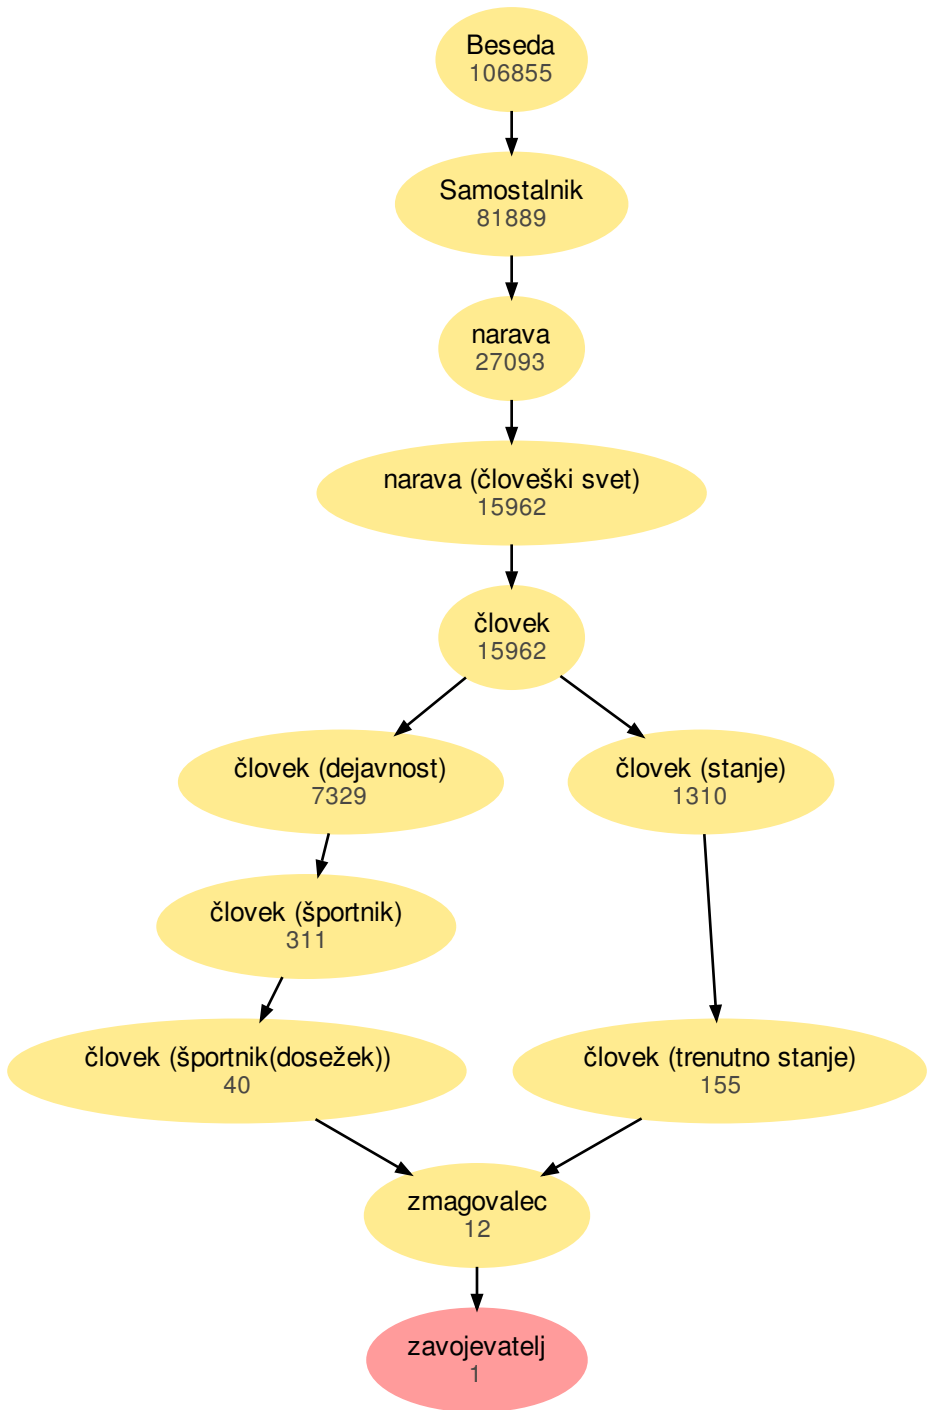 Beseda
106855
Samostalnik
81889
narava
27093
narava (človeški svet)
15962
človek
15962
človek (dejavnost)
7329
človek (stanje)
1310
človek (športnik)
311
človek (športnik(dosežek))
40
človek (trenutno stanje)
155
zmagovalec
12
zavojevatelj
1